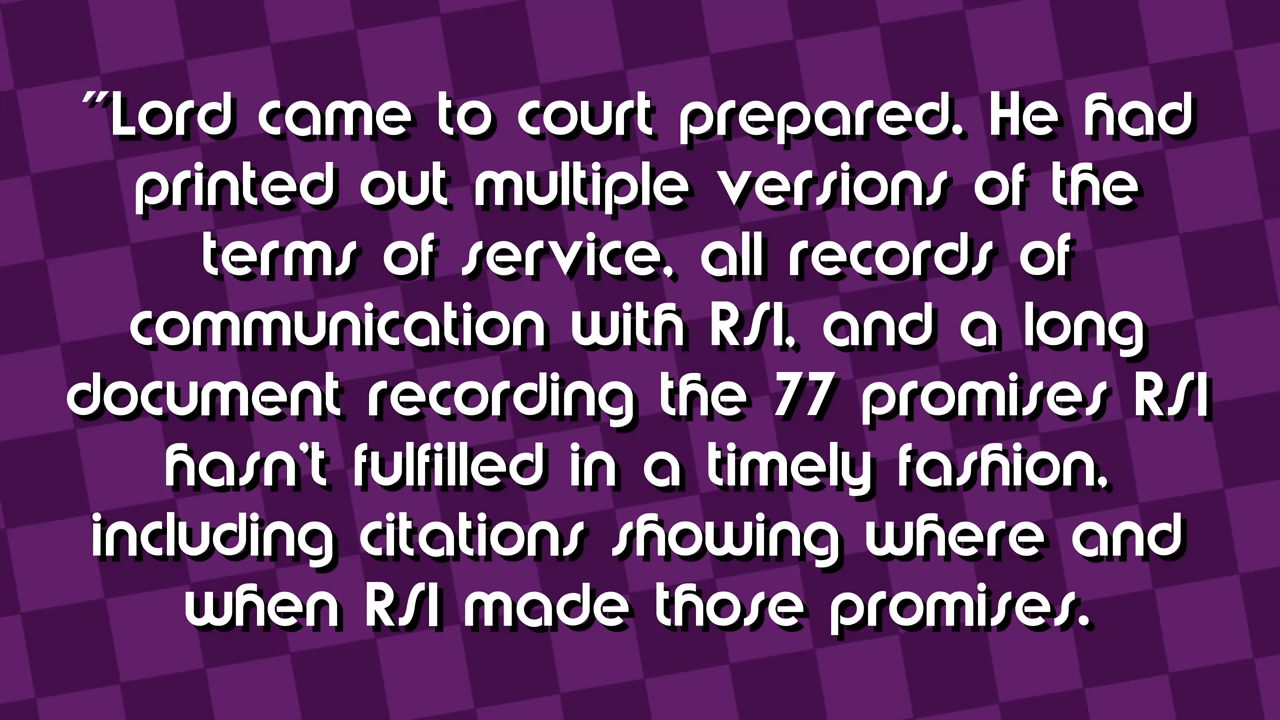 "Lord came to court prepared. He had
printed out multiple versions of the
terms of service, all records of
communication with RSI, and a long
document recording the 77 promises RSI
hasn't fulfilled in a timely fashion,
including citations showing where and
when RSI made those promises.